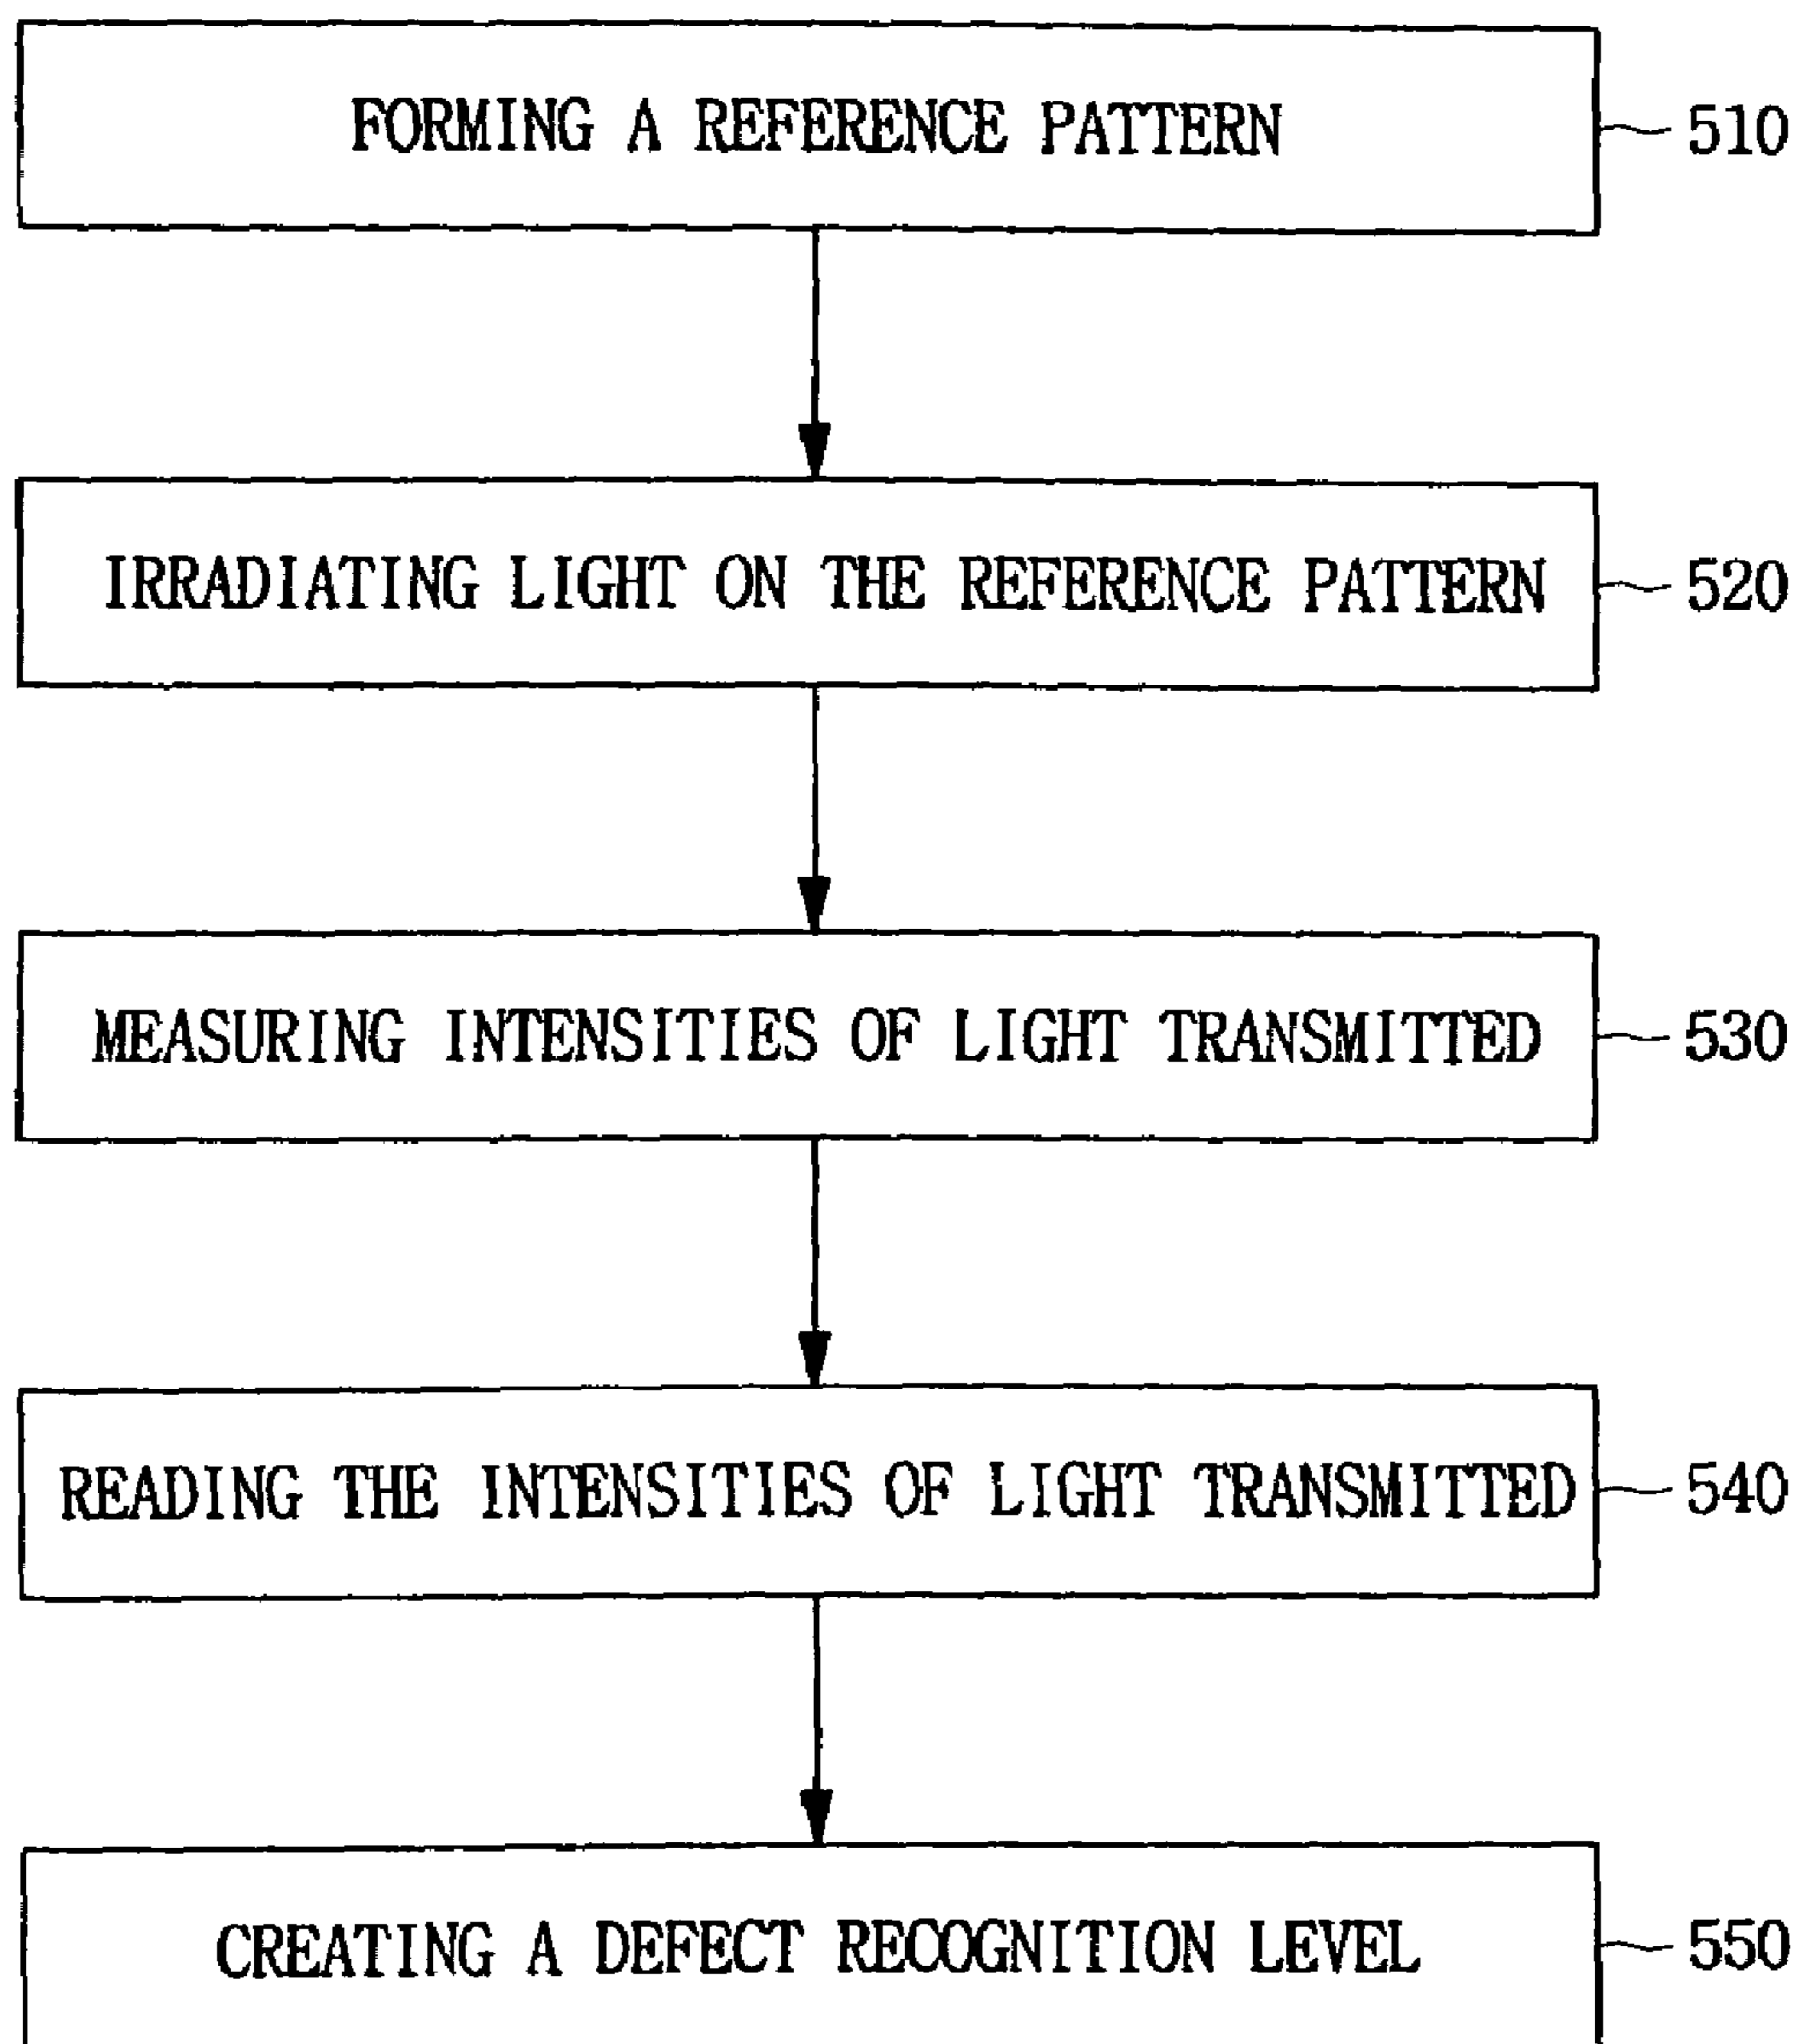 FORMING A REFERENCE PATTERN
510
IRRADIATING LIGHT ON THE REFERENCE PATTERN
520
MEASURING INTENSITIES OF LIGHT TRANSMITTED
530
READING THE INTENSITIES OF LIGHT TRANSMITTED
540
CREATING A DEFECT RECOGNITION LEVEL
550